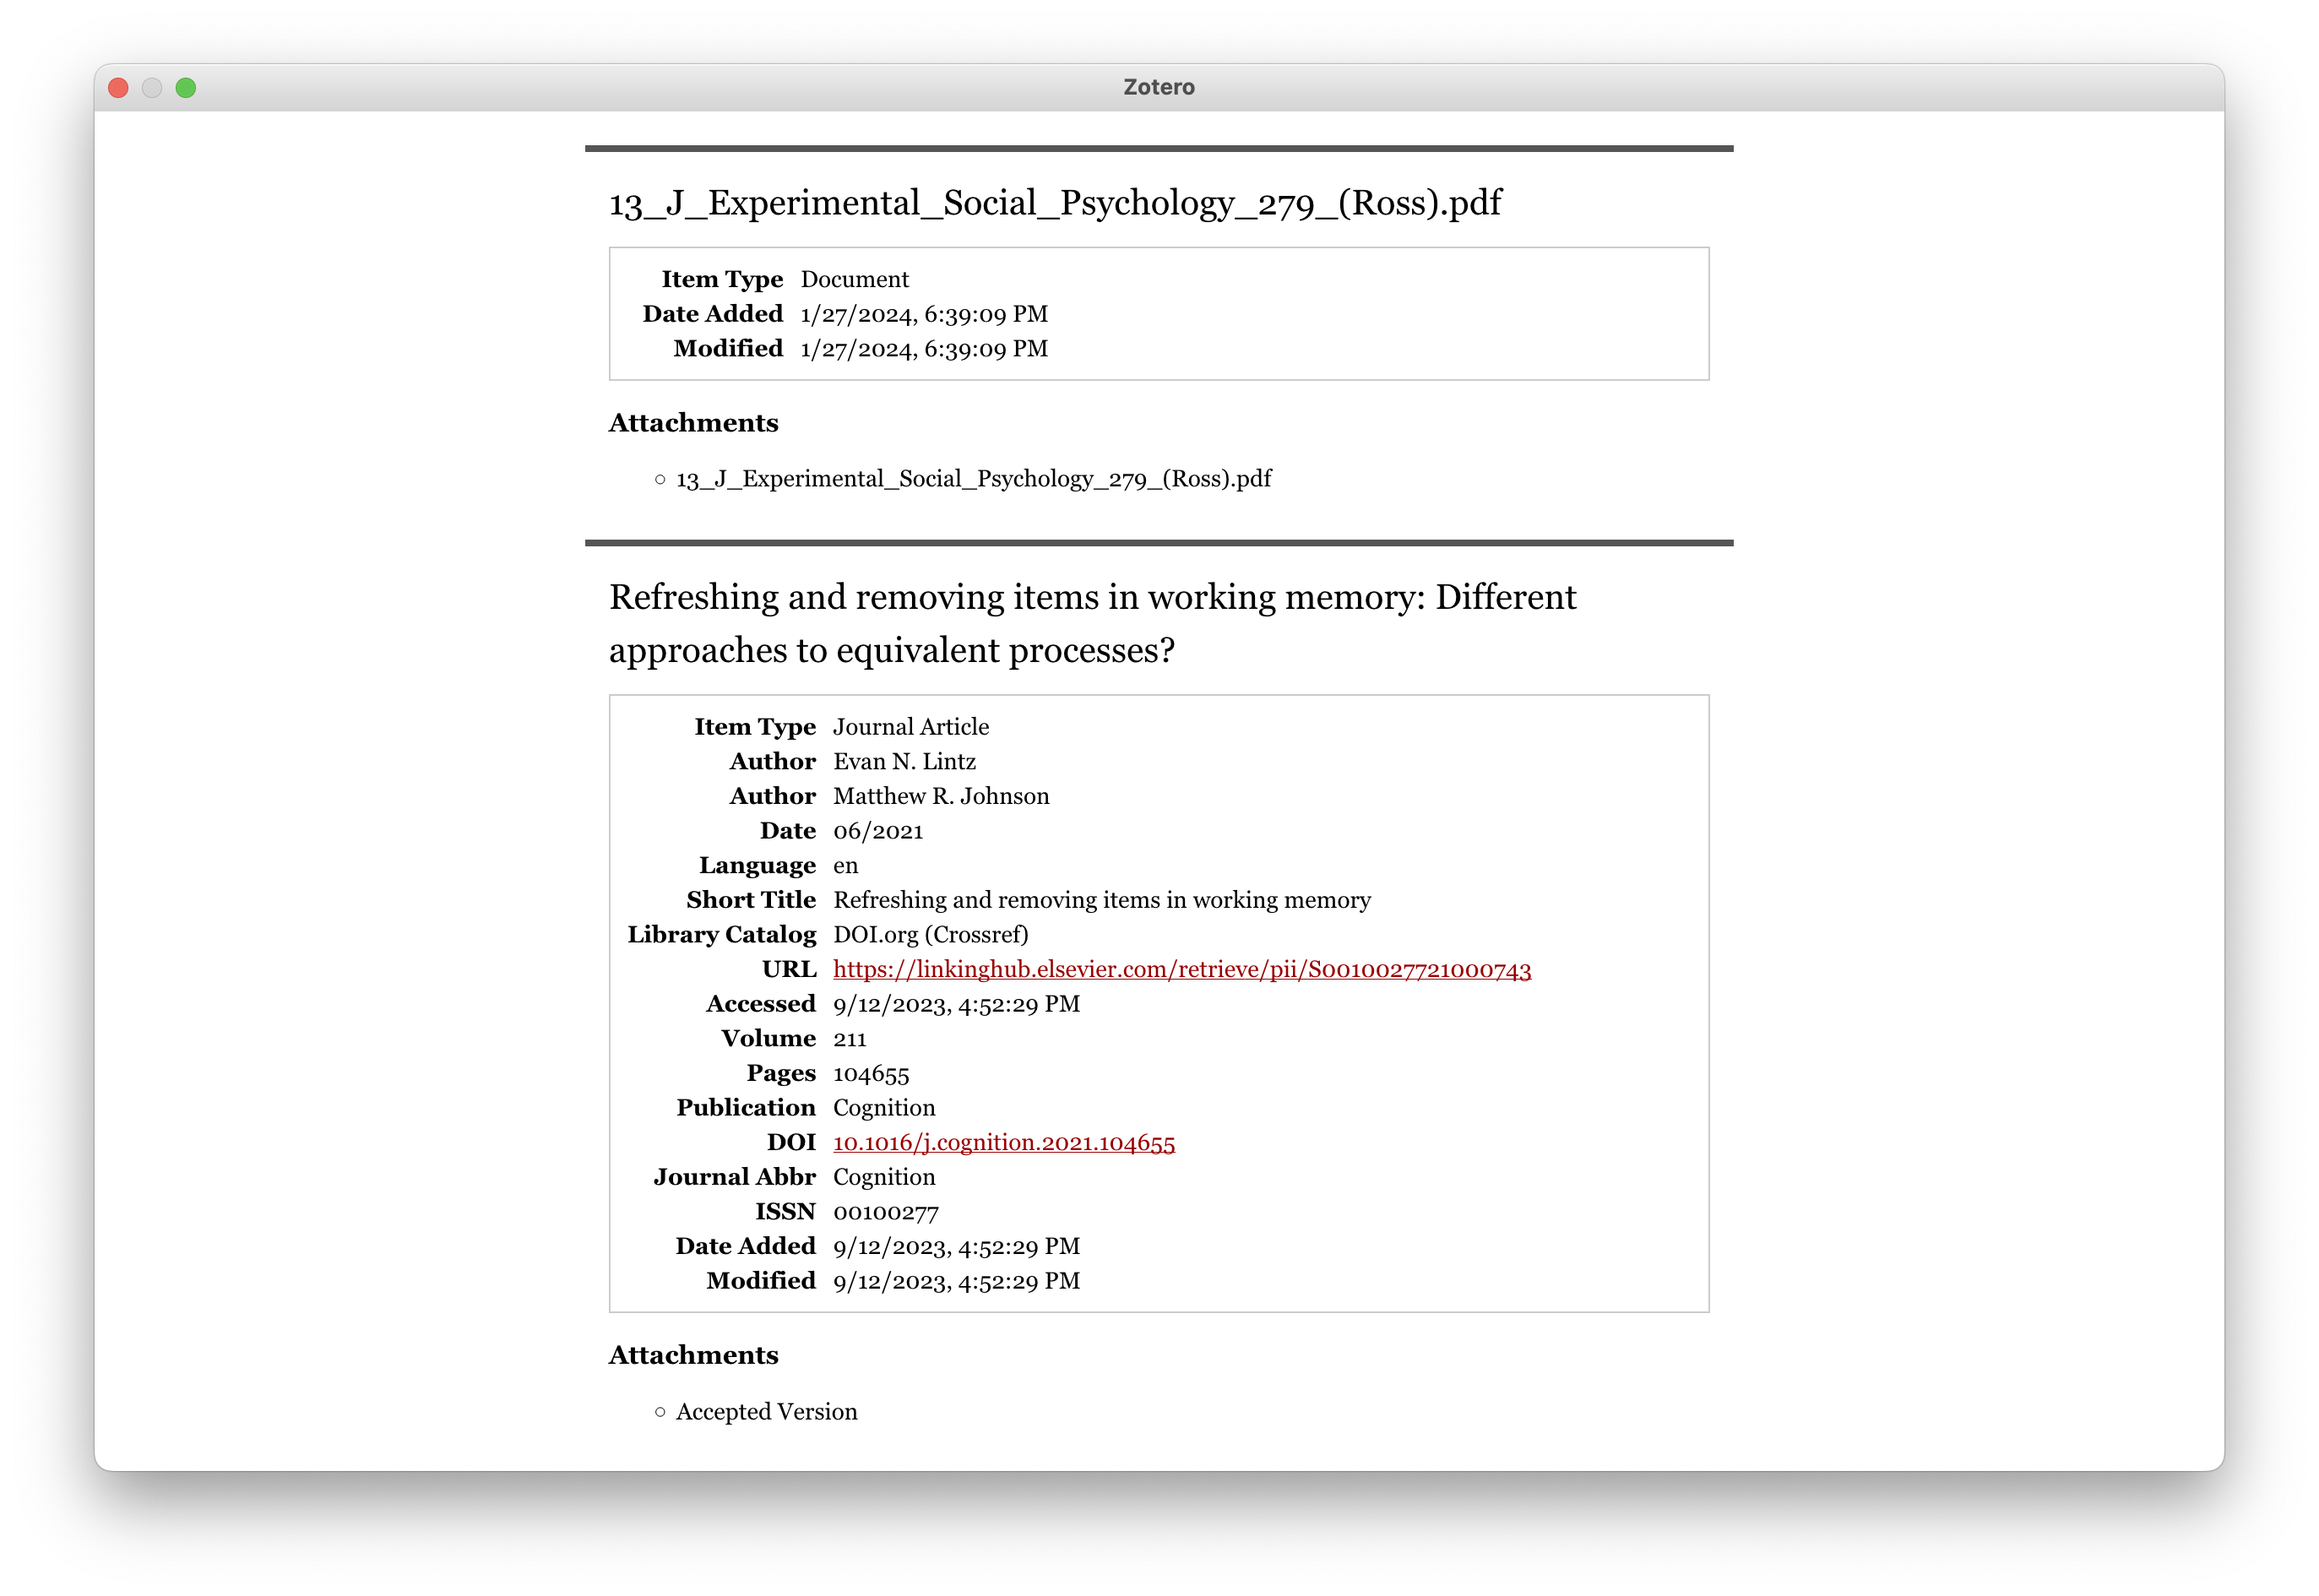 Zotero
13_J_Experimental_Social_Psychology_279_(Ross).pdf
Item Type Document
Date Added 1/27/2024, 6:39:09 PM
Modified 1/27/2024, 6:39:09 PM
Attachments
13_J_Experimental_Social_Psychology_279_(Ross).pdf
Refreshing and removing items in working memory: Different
approaches to equivalent processes?
Item Type Journal Article
Author Evan N. Lintz
Author Matthew R. Johnson
Date 06/2021
Language en
Short Title Refreshing and removing items in working memory
Library Catalog DOI.org (Crossref)
URL https://linkinghub.elsevier.com/retrieve/pii/S0010027721000743
Accessed 9/12/2023, 4:52:29 PM
Volume 211
Pages 104655
Publication Cognition
DOI 10.1016/j.cognition.2021.104655
Journal Abbr Cognition
ISSN 00100277
Date Added 9/12/2023, 4:52:29 PM
Modified 9/12/2023, 4:52:29 PM
Attachments
Accepted Version